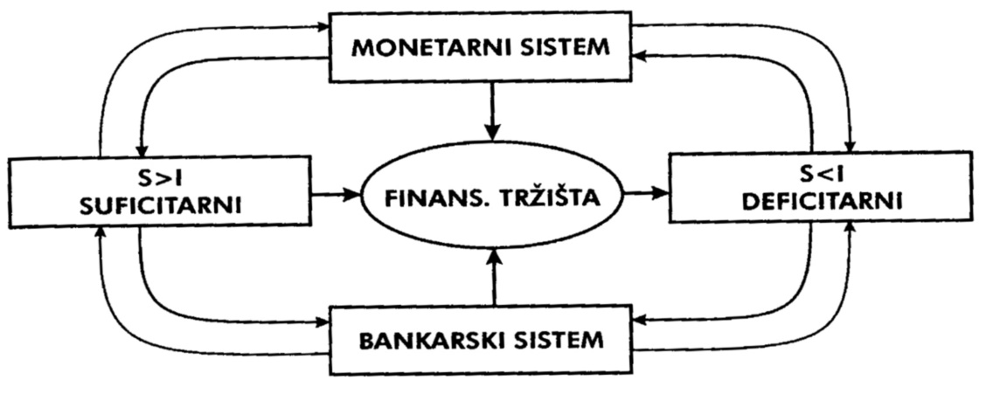 MONETARNI SISTEM
S>I
SUFICITARNI
FINANS. TRŽIŠTA
S<I
DEFICITARNI
BANKARSKI SISTEM